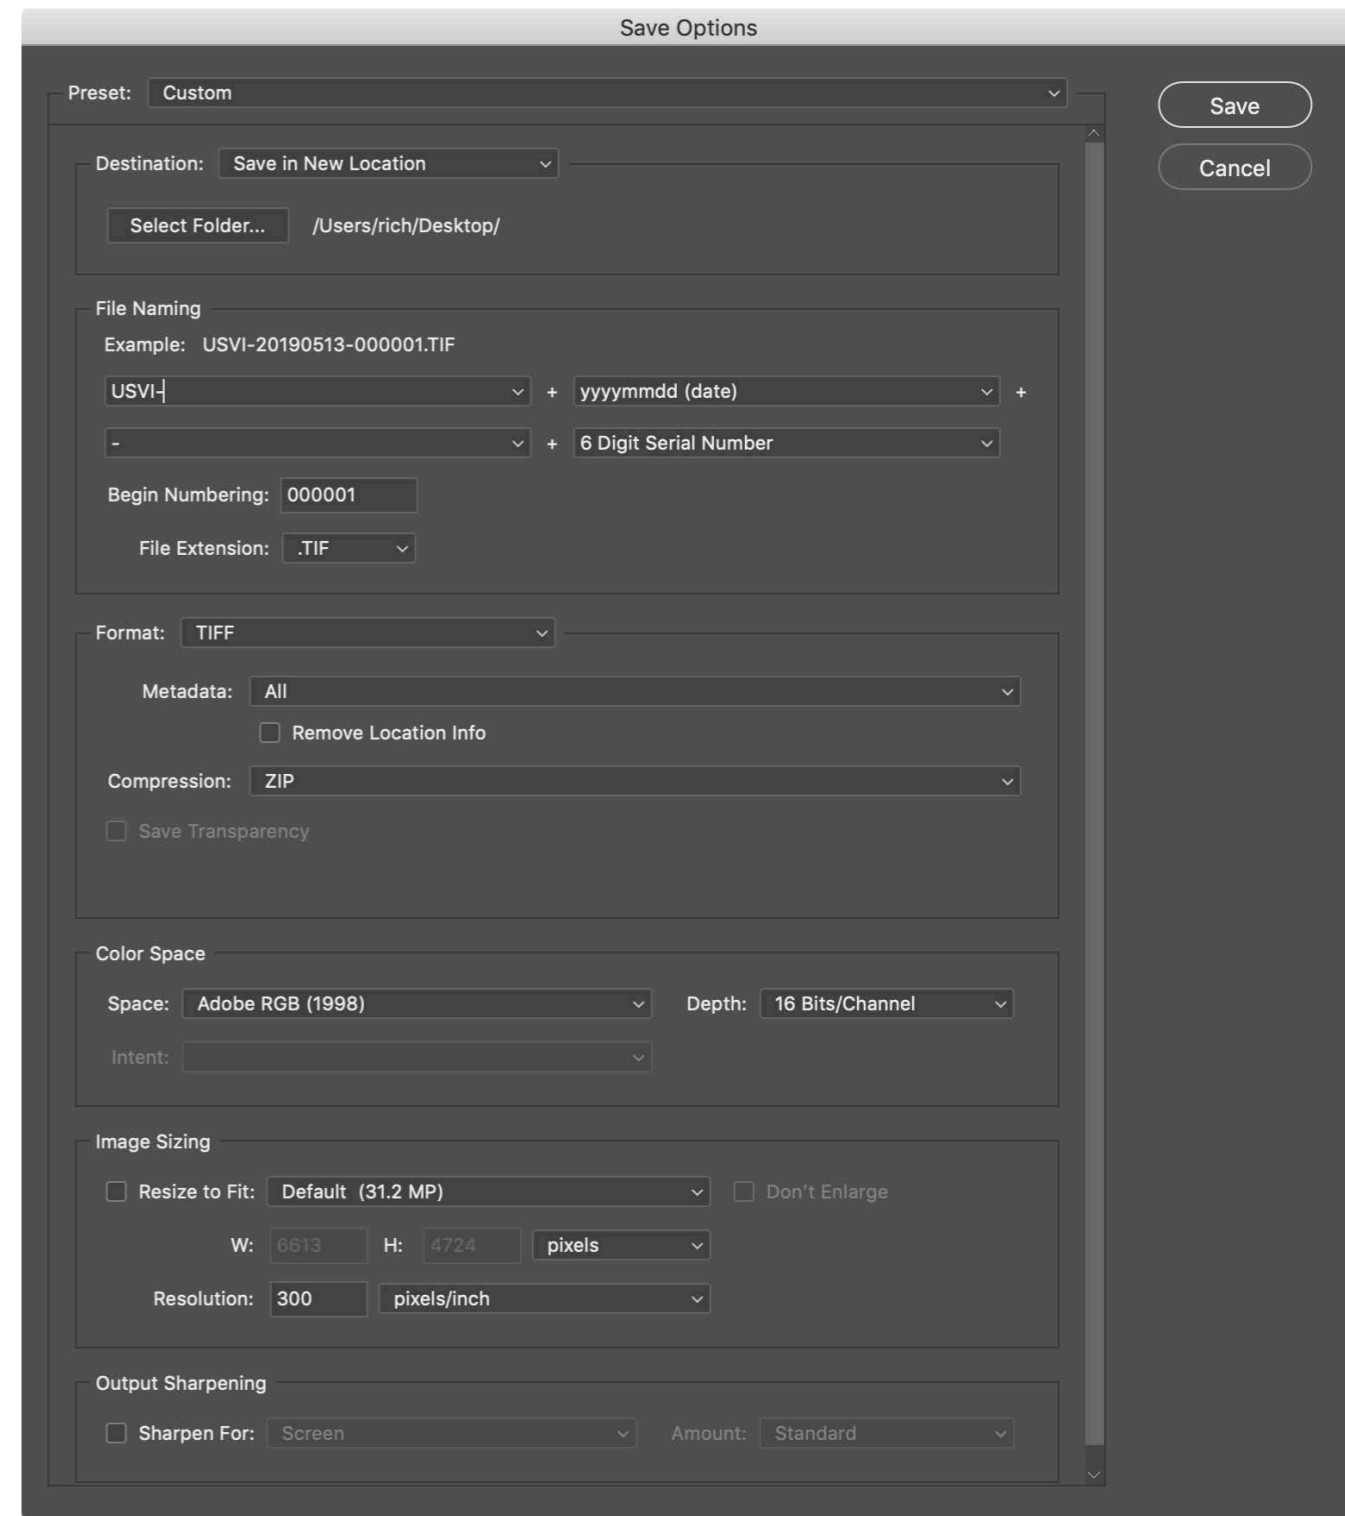 Save Options
Preset: Custom
Save
Cancel
Destination: Save in New Location
Select Folder... /Users/rich/Desktop/
File Naming
Example: USVI-20190513-000001.TIF
USVI- + yyyymmdd (date) +
- + 6 Digit Serial Number
Begin Numbering: 000001
File Extension: .TIF
Format: TIFF
Metadata: All
Remove Location Info
Compression: ZIP
Save Transparency
Color Space
Space: Adobe RGB (1998) Depth: 16 Bits/Channel
Intent:
Image Sizing
Resize to Fit: Default (31.2 MP) Don't Enlarge
W: 6613 H: 4724 pixels
Resolution: 300 pixels/inch
Output Sharpening
Sharpen For: Screen Amount: Standard